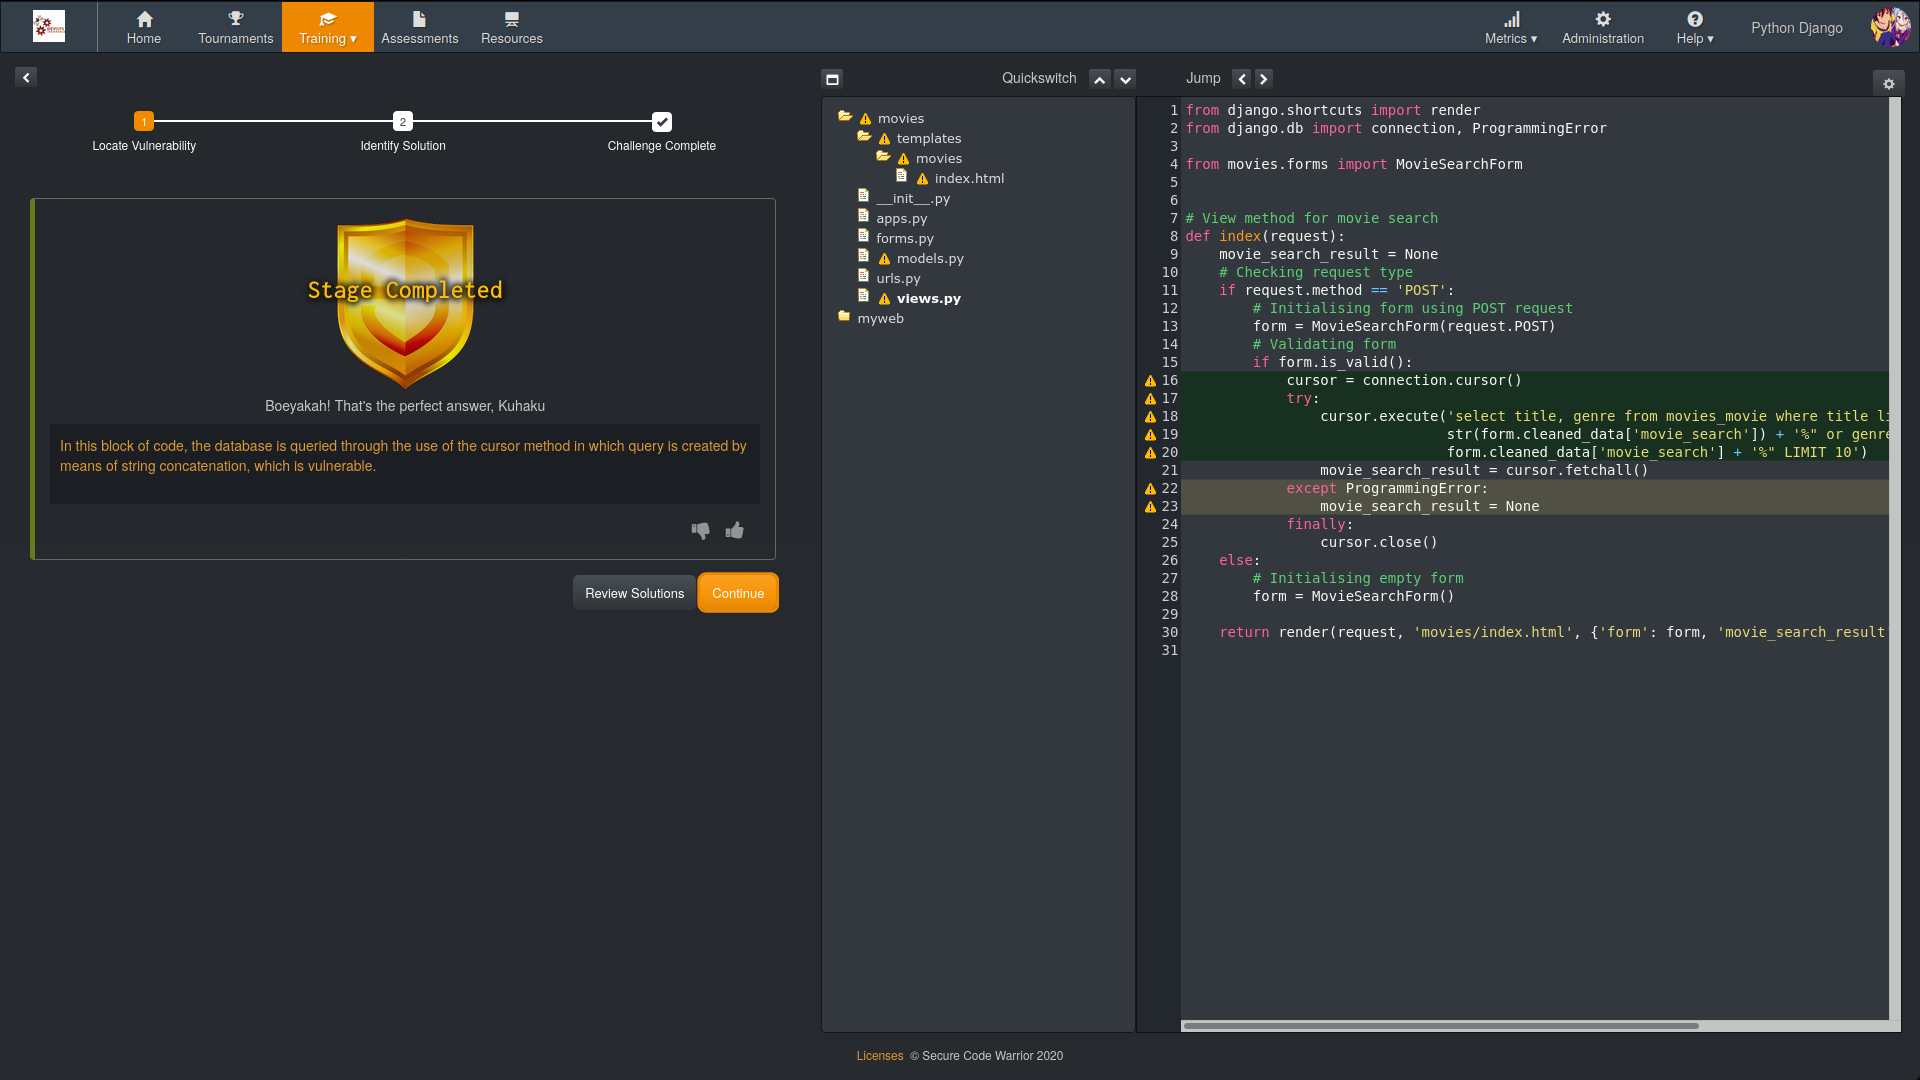 Home
Tournaments
Training ▾
Assessments
Resources
Metrics ▾
Administration
Help ▾
Python Django
1
2
Locate Vulnerability
Identify Solution
Challenge Complete
Stage Completed
Boeyakah! That's the perfect answer, Kuhaku
In this block of code, the database is queried through the use of the cursor method in which query is created by
means of string concatenation, which is vulnerable.
Review Solutions
Continue
Quickswitch
Jump
movies
templates
movies
index.html
__init__.py
apps.py
forms.py
models.py
urls.py
views.py
myweb
1 from django.shortcuts import render
2 from django.db import connection, ProgrammingError
3
4 from movies.forms import MovieSearchForm
5
6
7 # View method for movie search
8 def index(request):
9     movie_search_result = None
10     # Checking request type
11     if request.method == 'POST':
12         # Initialising form using POST request
13         form = MovieSearchForm(request.POST)
14         # Validating form
15         if form.is_valid():
16             cursor = connection.cursor()
17             try:
18                 cursor.execute('select title, genre from movies_movie where title li
19                                str(form.cleaned_data['movie_search']) + '%" or genre
20                                form.cleaned_data['movie_search'] + '%" LIMIT 10')
21                 movie_search_result = cursor.fetchall()
22             except ProgrammingError:
23                 movie_search_result = None
24             finally:
25                 cursor.close()
26     else:
27         # Initialising empty form
28         form = MovieSearchForm()
29
30     return render(request, 'movies/index.html', {'form': form, 'movie_search_result'
31
Licenses © Secure Code Warrior 2020